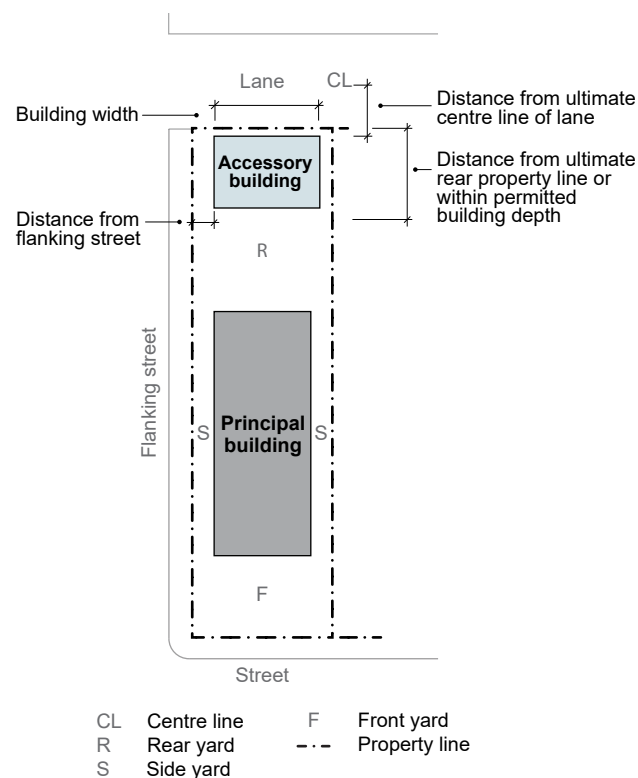 Lane
CL
Building width
Distance from ultimate
centre line of lane
Accessory
building
Distance from ultimate
rear property line or
within permitted
building depth
Distance from
flanking street
R
Flanking street
S
Principal
building
S
F
Street
CL Centre line
F Front yard
R Rear yard
Property line
S Side yard